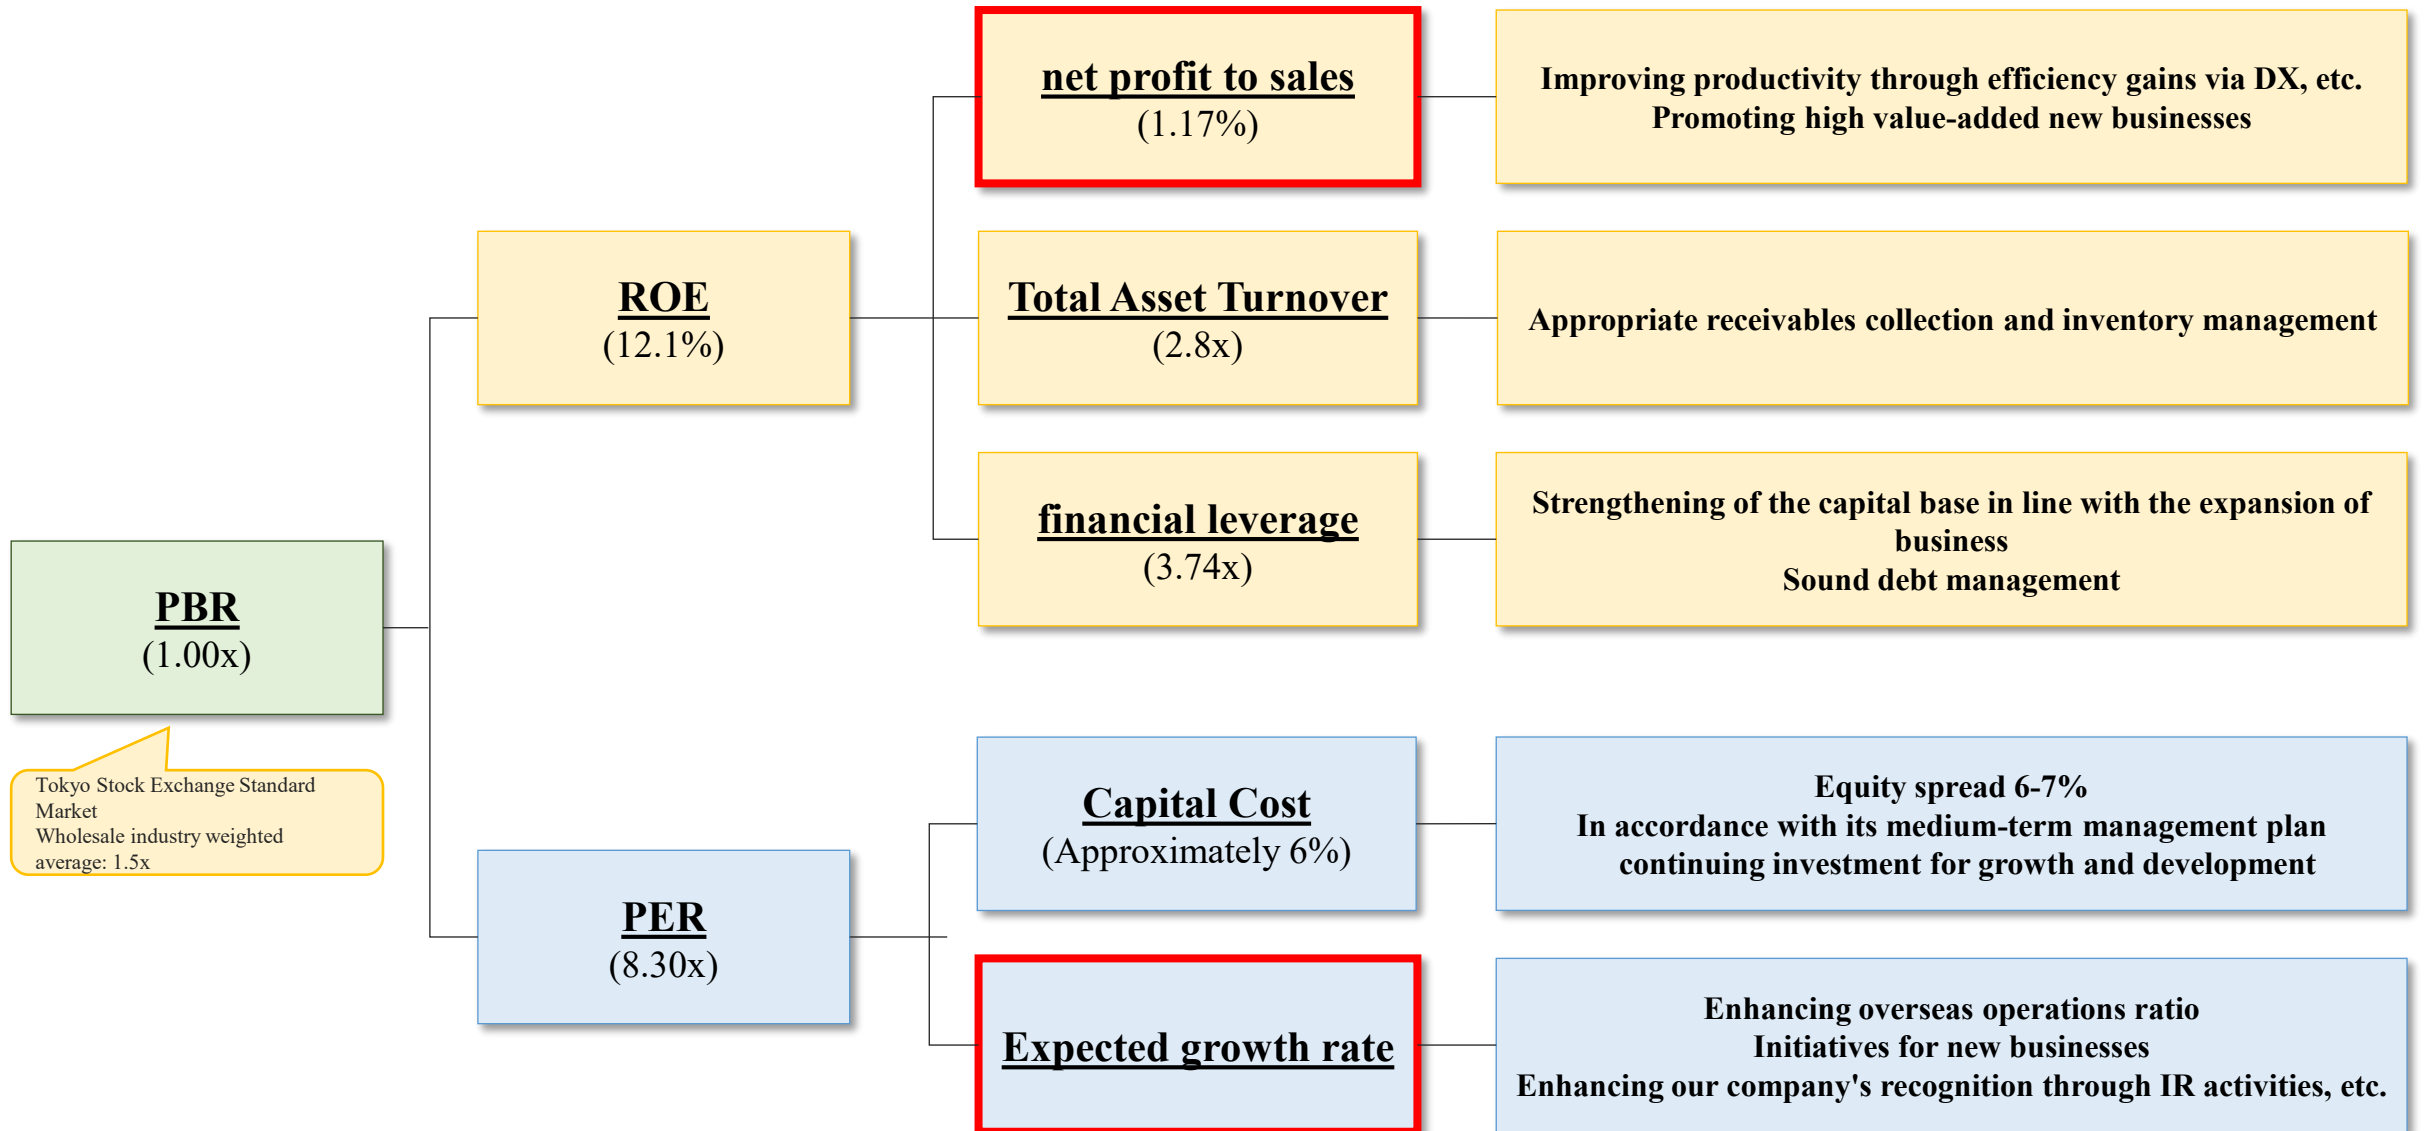 net profit to sales
(1.17%)
Improving productivity through efficiency gains via DX, etc.
Promoting high value-added new businesses
ROE
(12.1%)
Total Asset Turnover
(2.8x)
Appropriate receivables collection and inventory management
financial leverage
(3.74x)
Strengthening of the capital base in line with the expansion of
business
Sound debt management
PBR
(1.00x)
Tokyo Stock Exchange Standard
Market
Wholesale industry weighted
average: 1.5x
PER
(8.30x)
Capital Cost
(Approximately 6%)
Equity spread 6-7%
In accordance with its medium-term management plan
continuing investment for growth and development
Expected growth rate
Enhancing overseas operations ratio
Initiatives for new businesses
Enhancing our company's recognition through IR activities, etc.